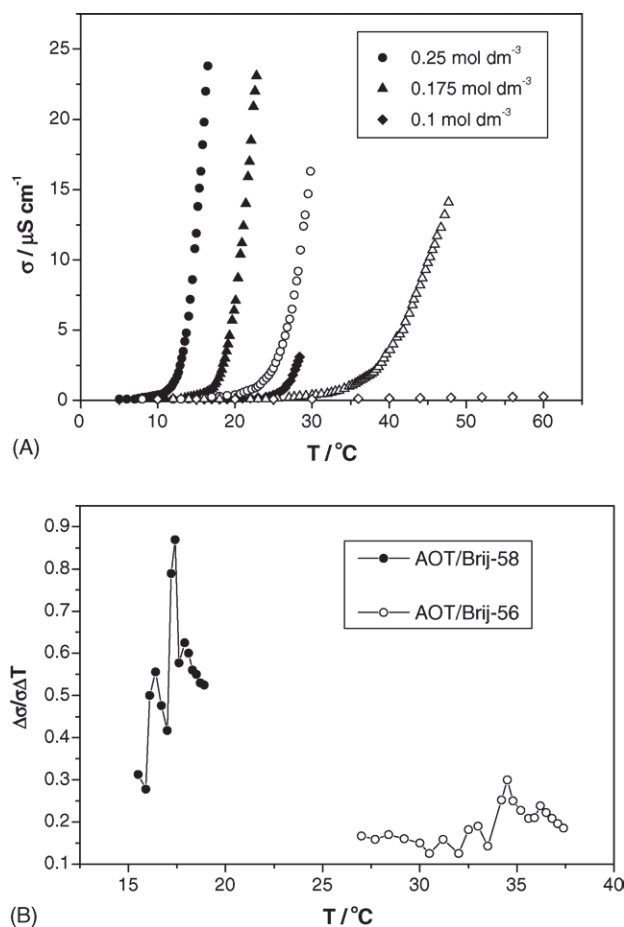 25
20
15
10
5
0
σ / μS cm⁻¹
0.25 mol dm⁻³
0.175 mol dm⁻³
0.1 mol dm⁻³
0 10 20 30 40 50 60
T / °C
(A)
0.9
0.8
0.7
0.6
0.5
0.4
0.3
0.2
0.1
Δσ/σΔT
AOT/Brij-58
AOT/Brij-56
15 20 25 30 35 40
T / °C
(B)